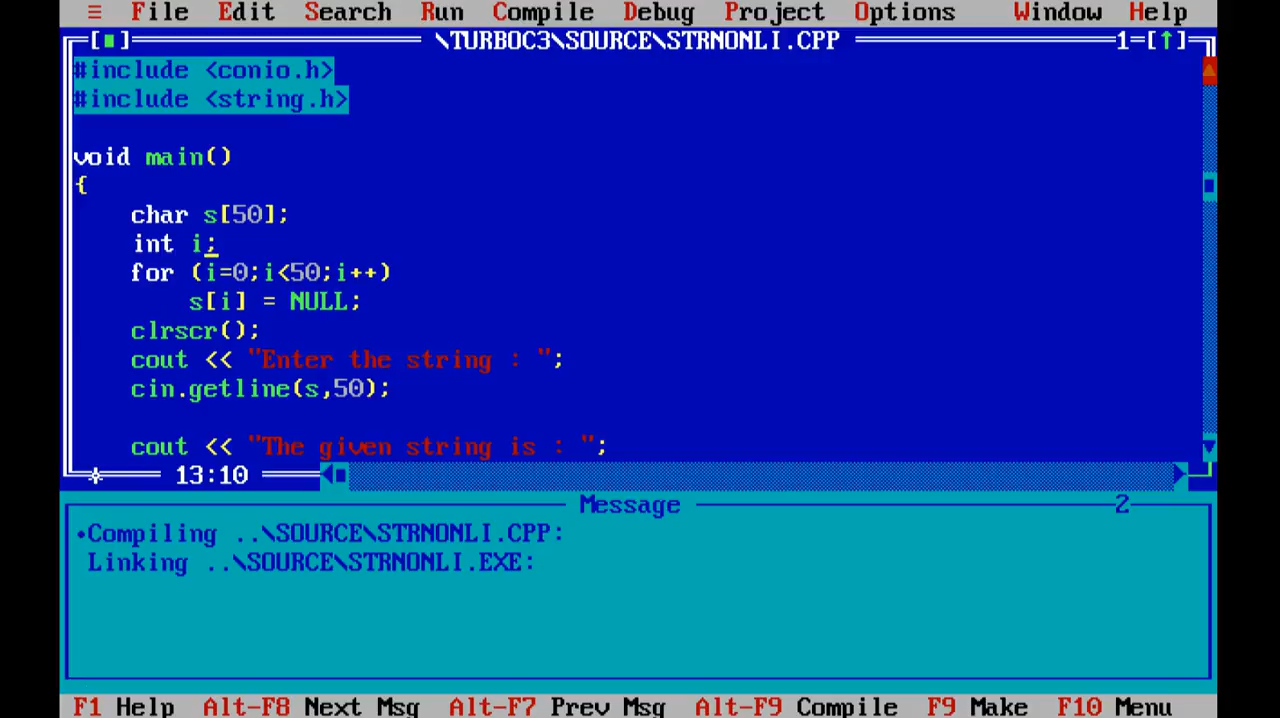 ≡ File Edit Search Run Compile Debug Project Options Window Help
[■] \TURBOC3\SOURCE\STRNONLI.CPP 1=[↑]
#include <conio.h>
#include <string.h>
void main()
{
char s[50];
int i;
for (i=0;i<50;i++)
s[i] = NULL;
clrscr();
cout << "Enter the string : ";
cin.getline(s,50);
cout << "The given string is : ";
13:10
Message 2
•Compiling ..\SOURCE\STRNONLI.CPP:
Linking ..\SOURCE\STRNONLI.EXE:
F1 Help Alt-F8 Next Msg Alt-F7 Prev Msg Alt-F9 Compile F9 Make F10 Menu